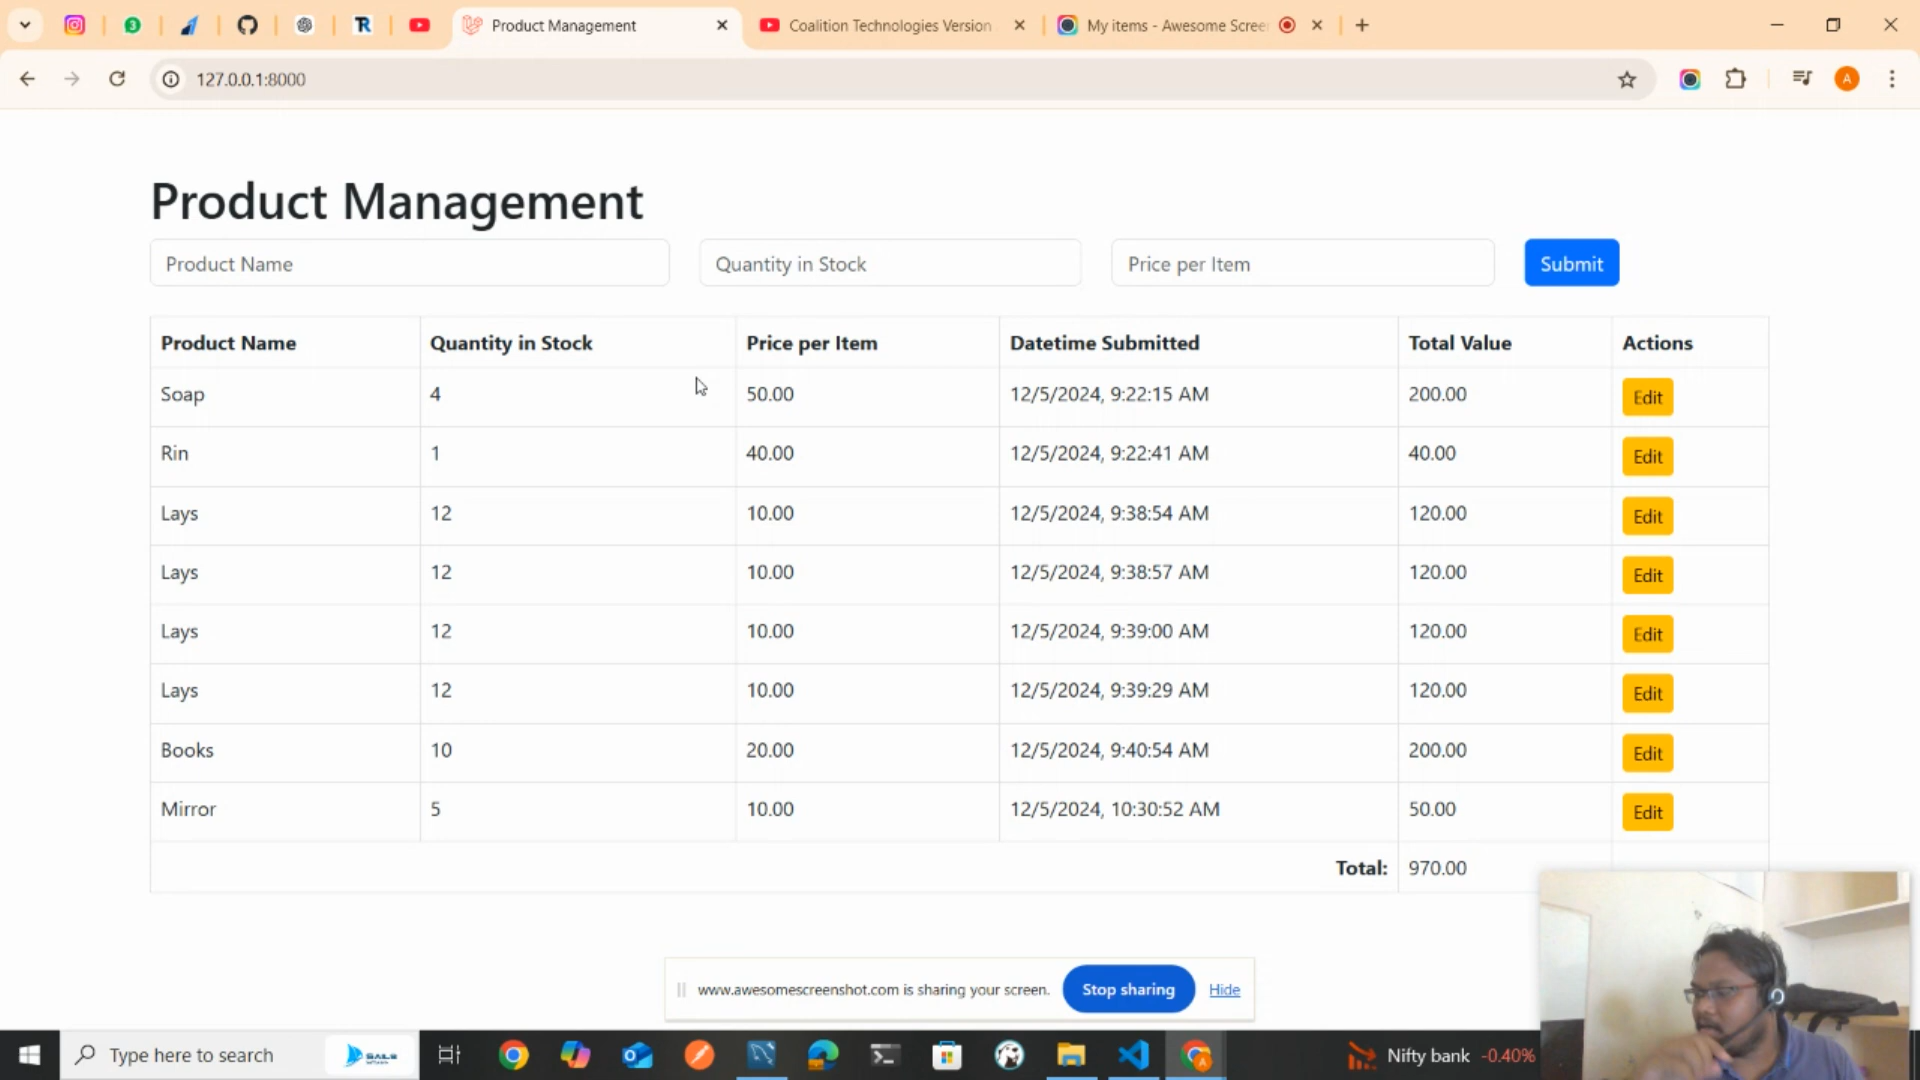 Product Management
Coalition Technologies Version
My items - Awesome Scree
127.0.0.1:8000
A
3
Product Management
Product Name
Quantity in Stock
Price per Item
Submit
Product Name Quantity in Stock Price per Item Datetime Submitted Total Value Actions
Soap 4 50.00 12/5/2024, 9:22:15 AM 200.00 Edit
Rin 1 40.00 12/5/2024, 9:22:41 AM 40.00 Edit
Lays 12 10.00 12/5/2024, 9:38:54 AM 120.00 Edit
Lays 12 10.00 12/5/2024, 9:38:57 AM 120.00 Edit
Lays 12 10.00 12/5/2024, 9:39:00 AM 120.00 Edit
Lays 12 10.00 12/5/2024, 9:39:29 AM 120.00 Edit
Books 10 20.00 12/5/2024, 9:40:54 AM 200.00 Edit
Mirror 5 10.00 12/5/2024, 10:30:52 AM 50.00 Edit
Total: 970.00
www.awesomescreenshot.com is sharing your screen. Stop sharing Hide
Type here to search
Nifty bank -0.40%